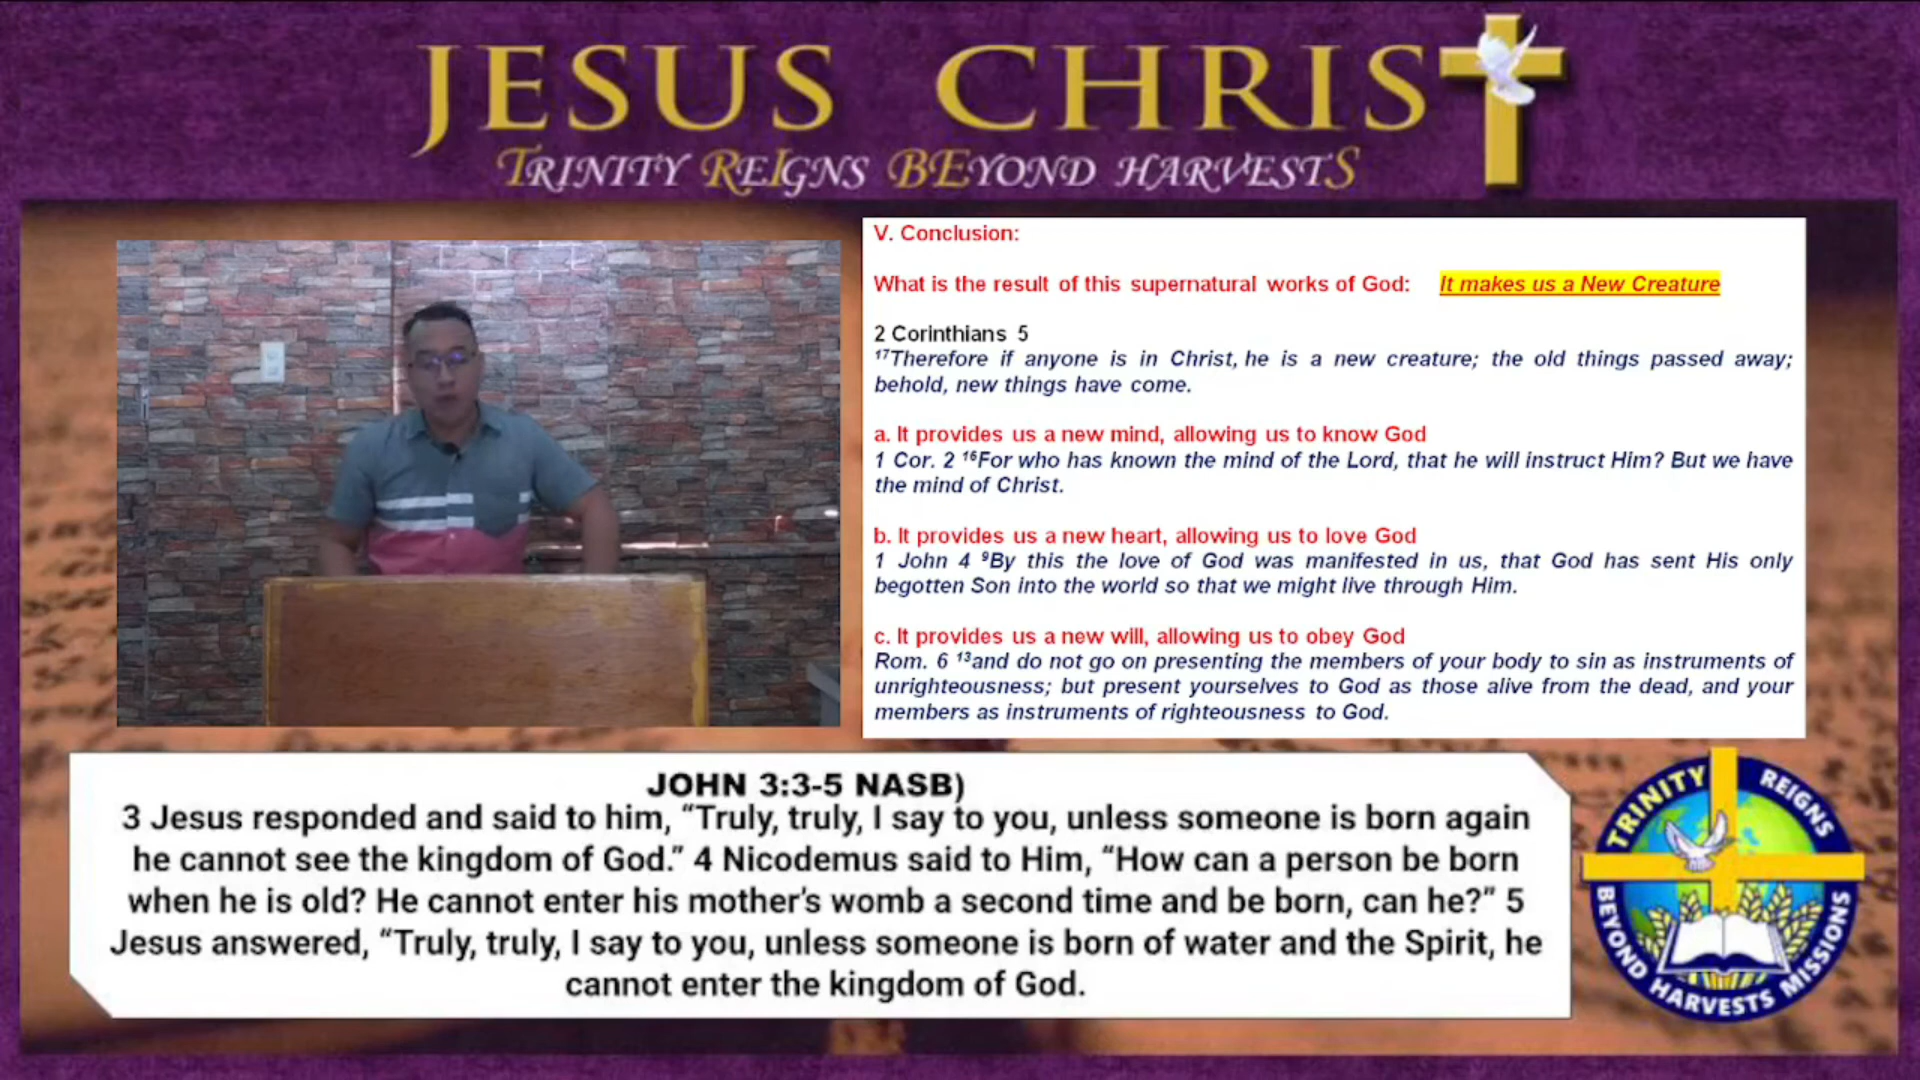 JESUS CHRIST
TRINITY REIGNS BEYOND HARVESTS
V. Conclusion:
What is the result of this supernatural works of God: It makes us a New Creature
2 Corinthians 5
17Therefore if anyone is in Christ, he is a new creature; the old things passed away;
behold, new things have come.
a. It provides us a new mind, allowing us to know God
1 Cor. 2 16For who has known the mind of the Lord, that he will instruct Him? But we have
the mind of Christ.
b. It provides us a new heart, allowing us to love God
1 John 4 9By this the love of God was manifested in us, that God has sent His only
begotten Son into the world so that we might live through Him.
c. It provides us a new will, allowing us to obey God
Rom. 6 13and do not go on presenting the members of your body to sin as instruments of
unrighteousness; but present yourselves to God as those alive from the dead, and your
members as instruments of righteousness to God.
JOHN 3:3-5 NASB)
3 Jesus responded and said to him, “Truly, truly, I say to you, unless someone is born again
he cannot see the kingdom of God.” 4 Nicodemus said to Him, “How can a person be born
when he is old? He cannot enter his mother’s womb a second time and be born, can he?” 5
Jesus answered, “Truly, truly, I say to you, unless someone is born of water and the Spirit, he
cannot enter the kingdom of God.
TRINITY REIGNS
BEYOND HARVESTS MISSIONS